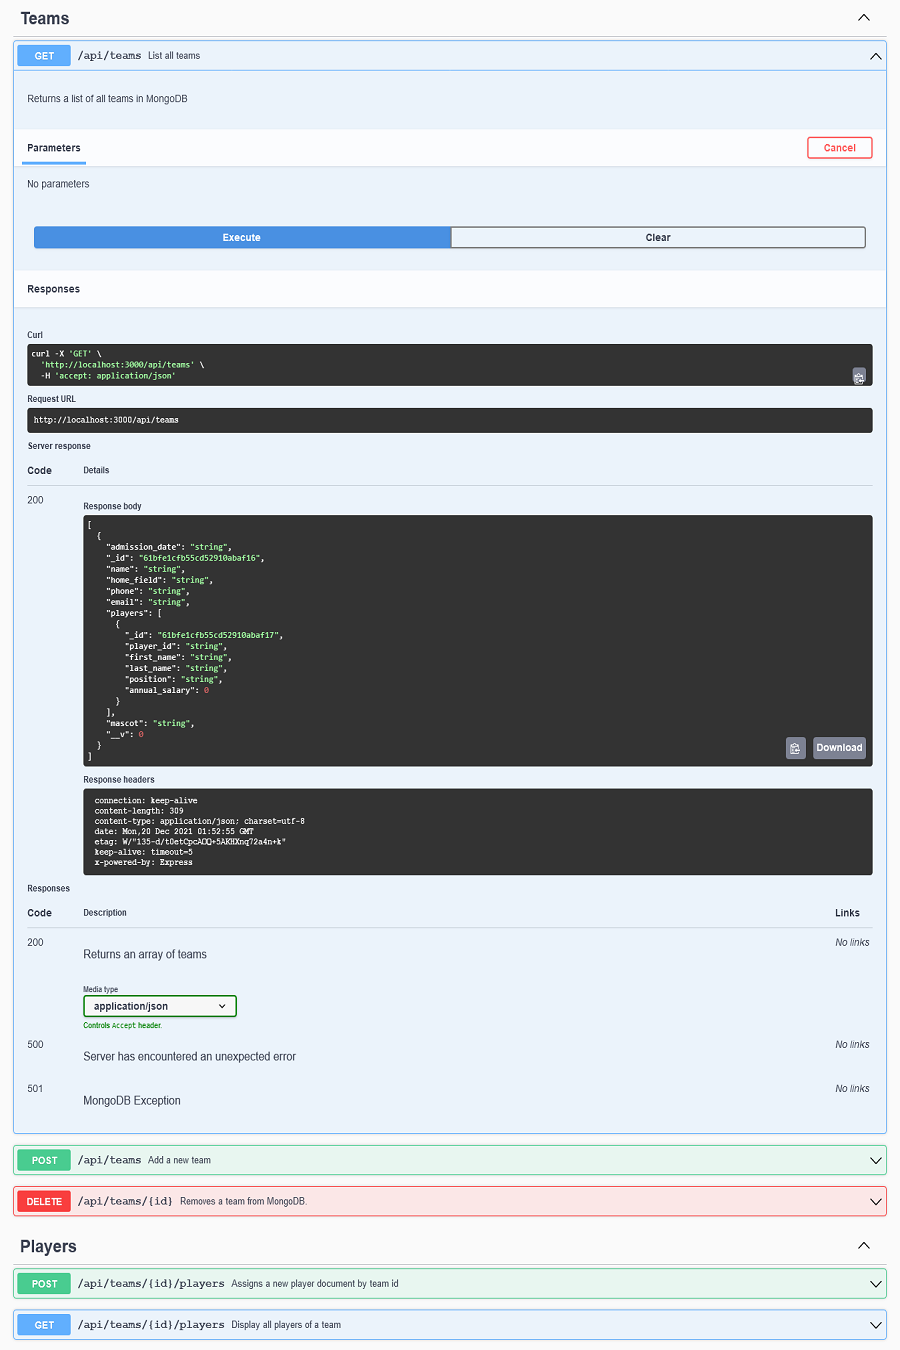 Teams
GET /api/teams List all teams
Returns a list of all teams in MongoDB
Parameters Cancel
No parameters
Execute Clear
Responses
Curl
curl -X 'GET' \
'http://localhost:3000/api/teams' \
-H 'accept: application/json'
Request URL
http://localhost:3000/api/teams
Server response
Code Details
200
Response body
[
{
"admission_date": "string",
"_id": "61bfe1cfb55cd52910abaf16",
"name": "string",
"home_field": "string",
"phone": "string",
"email": "string",
"players": [
{
"_id": "61bfe1cfb55cd52910abaf17",
"player_id": "string",
"first_name": "string",
"last_name": "string",
"position": "string",
"annual_salary": 0
}
],
"mascot": "string",
"__v": 0
}
]
Download
Response headers
connection: keep-alive
content-length: 309
content-type: application/json; charset=utf-8
date: Mon,20 Dec 2021 01:52:55 GMT
etag: W/"135-d/t0etCpcAOQ+5AKHXnq72a4n+k"
keep-alive: timeout=5
x-powered-by: Express
Responses
Code Description Links
200 No links
Returns an array of teams
Media type
application/json
Controls Accept header.
500 No links
Server has encountered an unexpected error
501 No links
MongoDB Exception
POST /api/teams Add a new team
DELETE /api/teams/{id} Removes a team from MongoDB.
Players
POST /api/teams/{id}/players Assigns a new player document by team id
GET /api/teams/{id}/players Display all players of a team